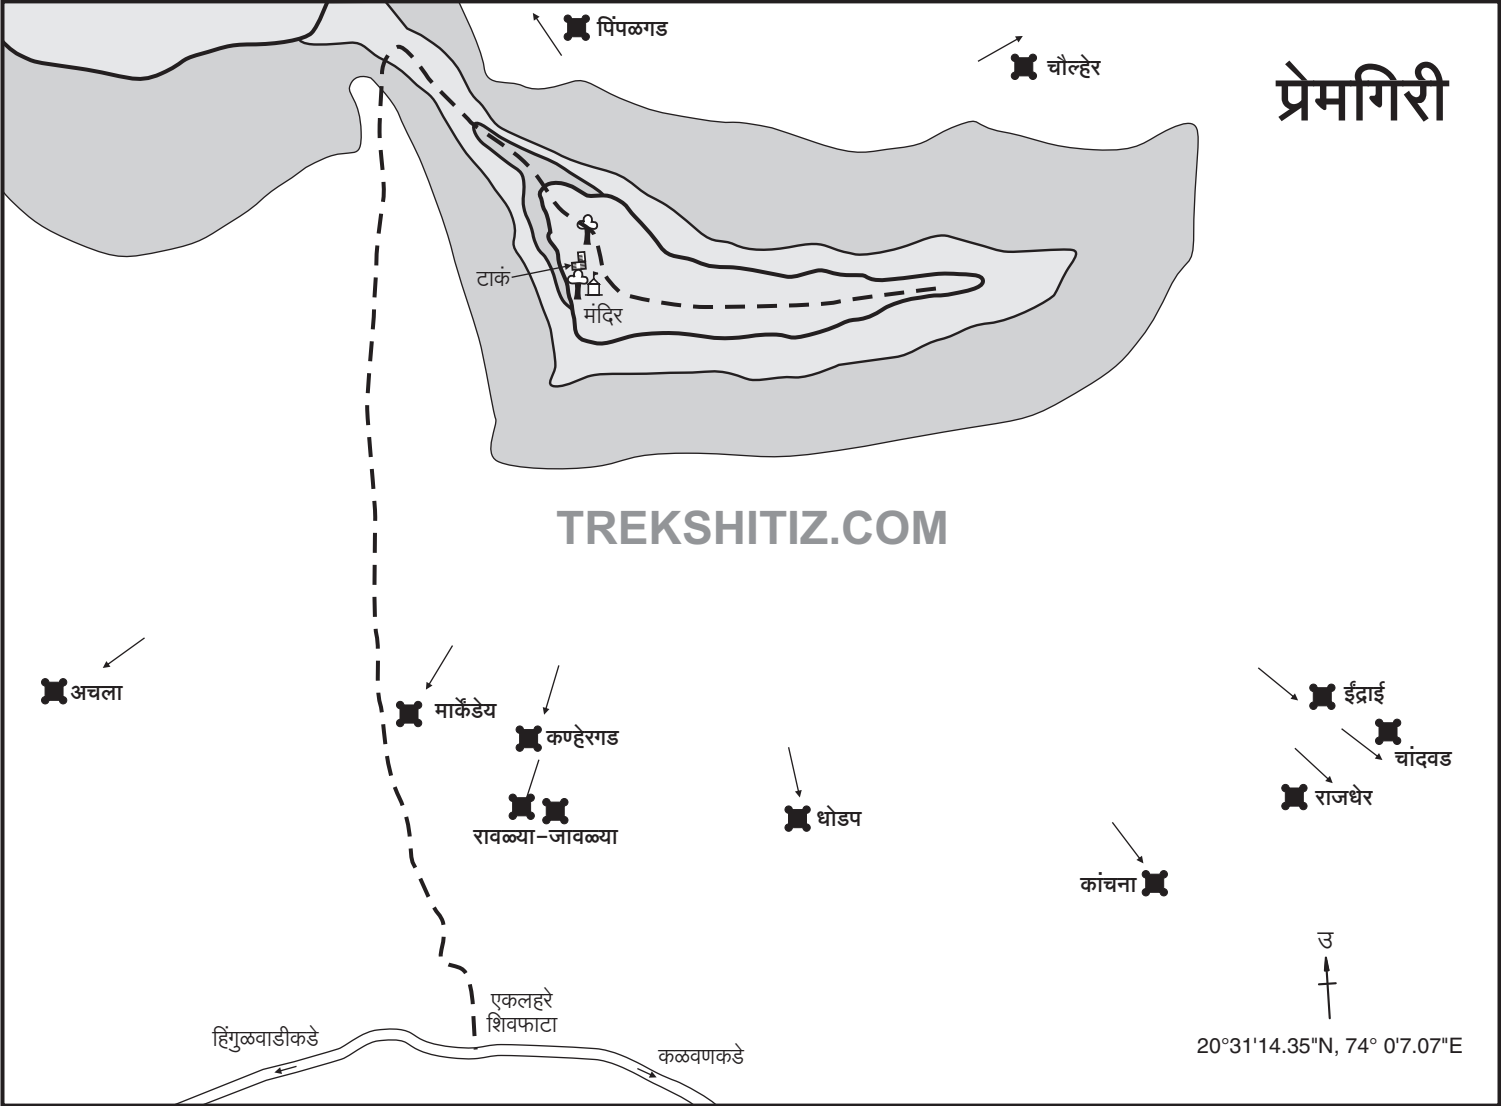 पिंपळगड
चौल्हेर
प्रेमगिरी
टाकं
मंदिर
TREKSHITIZ.COM
अचला
मार्केंडेय
कण्हेरगड
रावळ्या-जावळ्या
धोडप
ईंद्राई
चांदवड
राजधेर
कांचना
उ
एकलहरे
शिवफाटा
हिंगुळवाडीकडे
कळवणकडे
20°31'14.35"N, 74° 0'7.07"E